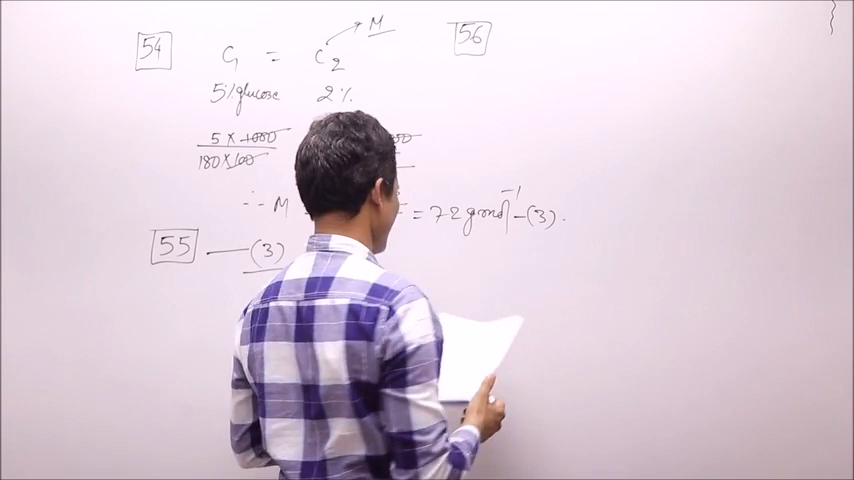 54 C1 = C2 → M
5% glucose 2%
5 × 1000
180 × 100
∴ M = 72 g mol⁻¹ – (3).
55 — (3)
56